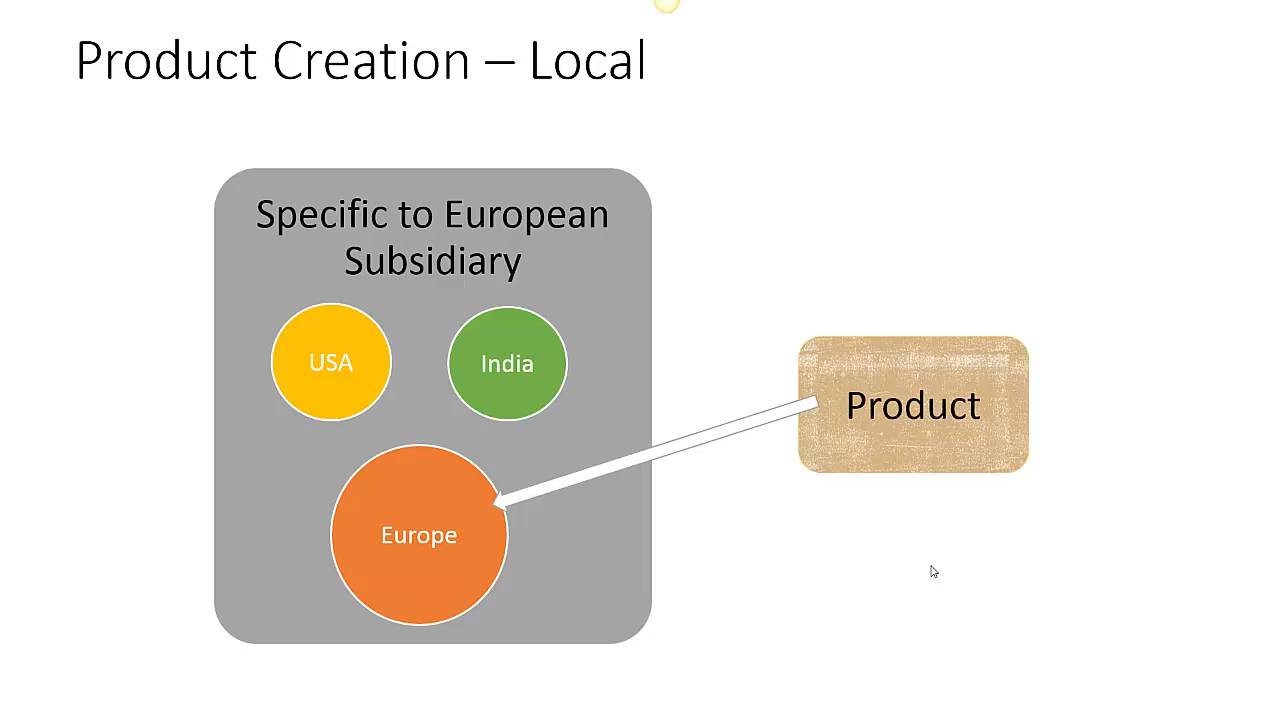 Product Creation – Local
Specific to European
Subsidiary
USA
India
Product
Europe